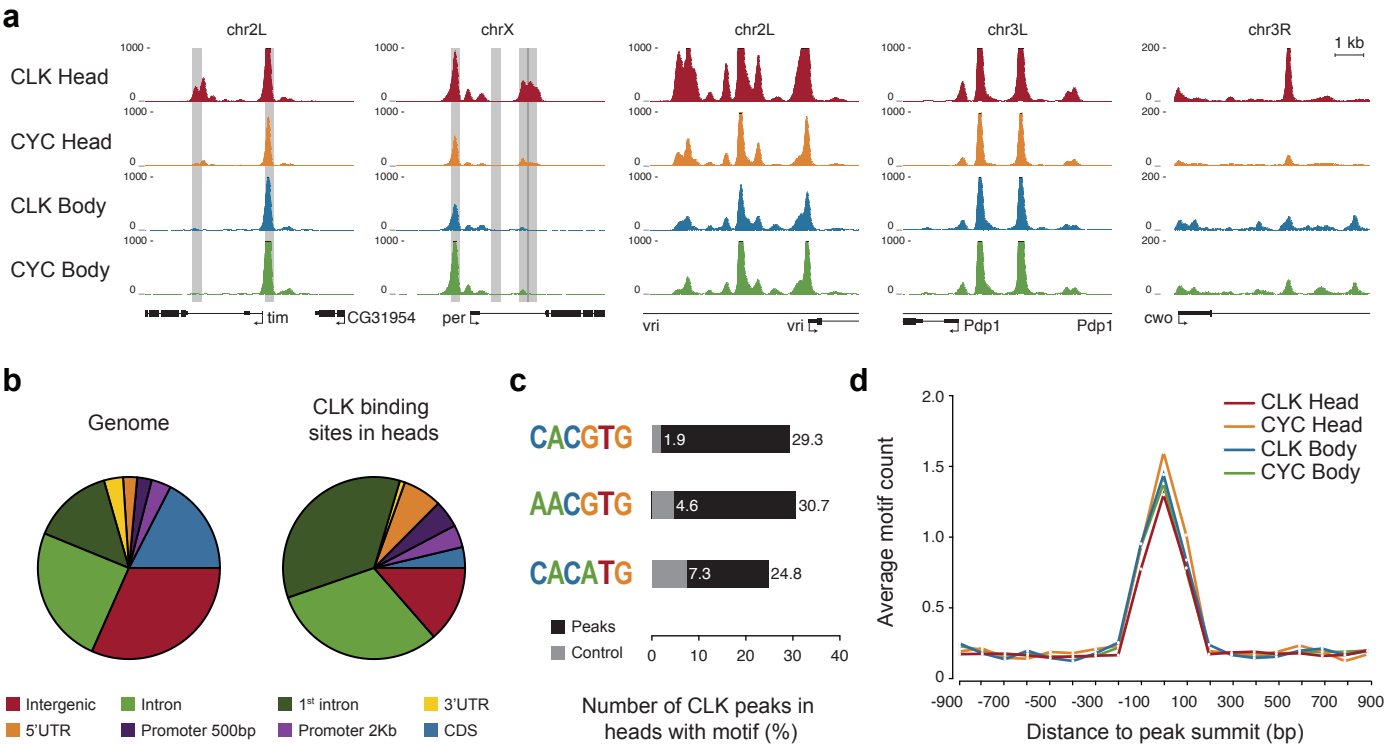 a
chr2L chrX chr2L chr3L chr3R
1 kb
CLK Head 1000 0 1000 0 1000 0 1000 0 200 0
CYC Head 1000 0 1000 0 1000 0 1000 0 200 0
CLK Body 1000 0 1000 0 1000 0 1000 0 200 0
CYC Body 1000 0 1000 0 1000 0 1000 0 200 0
tim CG31954 per vri vri Pdp1 Pdp1 cwo
b
Genome
CLK binding
sites in heads
Intergenic Intron 1st intron 3'UTR
5'UTR Promoter 500bp Promoter 2Kb CDS
c
CACGTG 1.9 29.3
AACGTG 4.6 30.7
CACATG 7.3 24.8
Peaks
Control
0 10 20 30 40
Number of CLK peaks in
heads with motif (%)
d
Average motif count
2.0
1.5
1.0
0.5
0
CLK Head
CYC Head
CLK Body
CYC Body
-900 -700 -500 -300 -100 100 300 500 700 900
Distance to peak summit (bp)